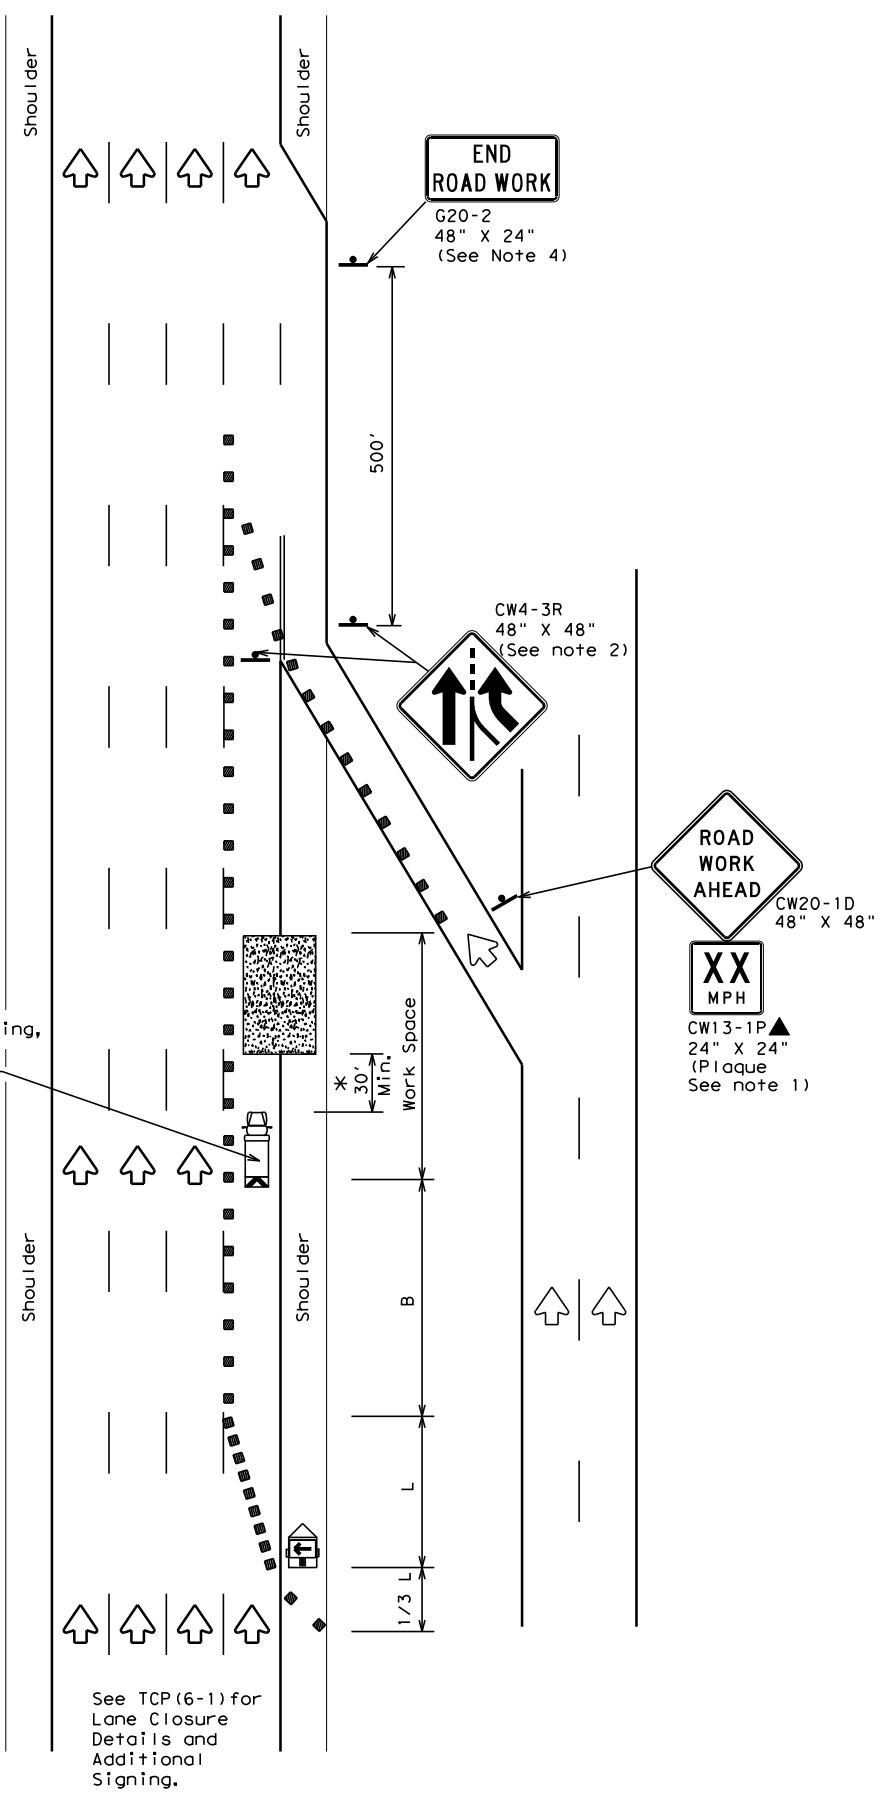 Shoulder
Shoulder
END
ROAD WORK
G20-2
48" X 24"
(See Note 4)
500'
CW4-3R
48" X 48"
(See note 2)
ROAD
WORK
AHEAD
CW20-1D
48" X 48"
XX
MPH
CW13-1P
24" X 24"
(Plaque
See note 1)
ing,
Work Space
*
30'
Min.
Shoulder
Shoulder
B
L
1/3 L
See TCP(6-1)for
Lane Closure
Details and
Additional
Signing.